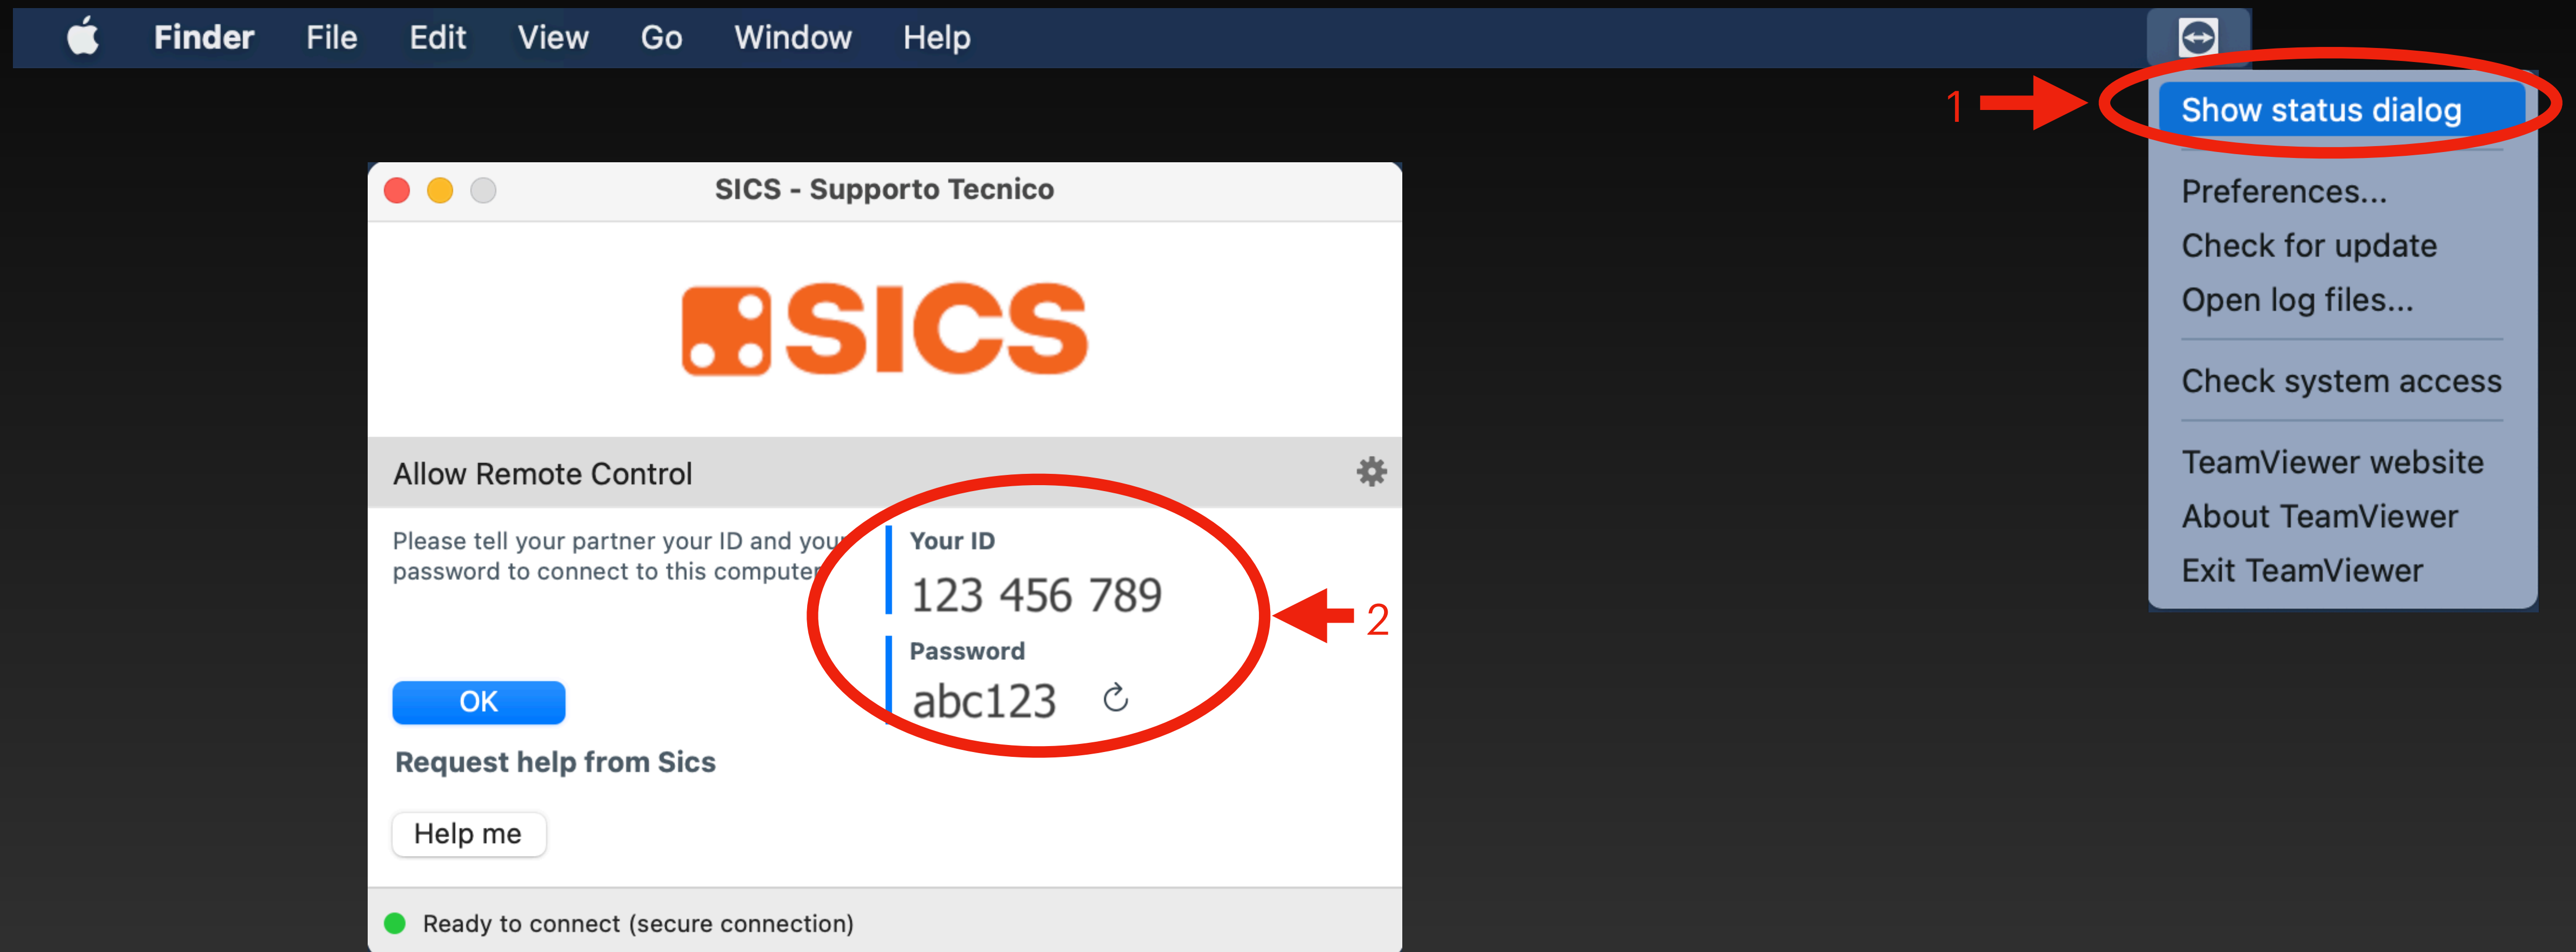 Finder File Edit View Go Window Help
1
Show status dialog
Preferences...
Check for update
Open log files...
Check system access
TeamViewer website
About TeamViewer
Exit TeamViewer
SICS - Supporto Tecnico
SICS
Allow Remote Control
Please tell your partner your ID and your
password to connect to this computer
Your ID
123 456 789
Password
abc123
2
OK
Request help from Sics
Help me
Ready to connect (secure connection)